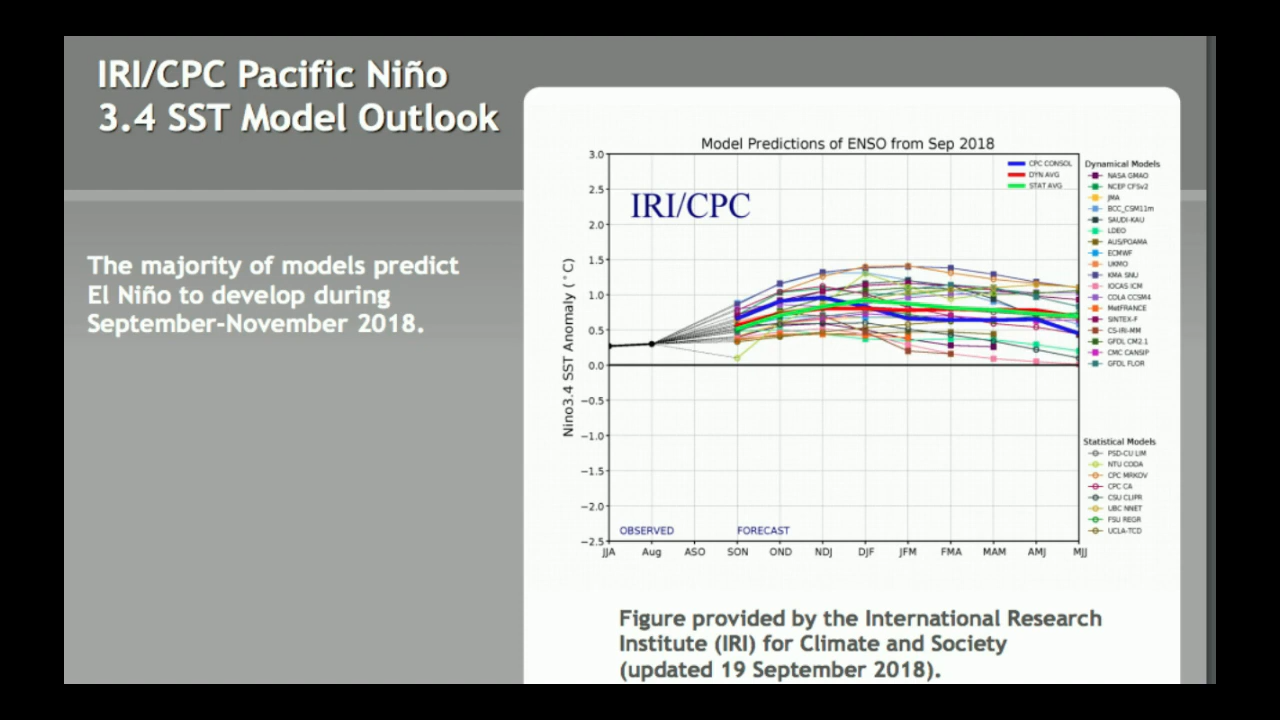 IRI/CPC Pacific Niño
3.4 SST Model Outlook
The majority of models predict
El Niño to develop during
September-November 2018.
Model Predictions of ENSO from Sep 2018
IRI/CPC
CPC CONSOL
DYN AVG
STAT AVG
Nino3.4 SST Anomaly (°C)
3.0
2.5
2.0
1.5
1.0
0.5
0.0
−0.5
−1.0
−1.5
−2.0
−2.5
OBSERVED FORECAST
JJA Aug ASO SON OND NDJ DJF JFM FMA MAM AMJ MJJ
Dynamical Models
NASA GMAO
NCEP CFSv2
JMA
BCC_CSM11m
SAUDI-KAU
LDEO
AUS/POAMA
ECMWF
UKMO
KMA SNU
IOCAS ICM
COLA CCSM4
MetFRANCE
SINTEX-F
CS-IRI-MM
GFDL CM2.1
CMC CANSIP
GFDL FLOR
Statistical Models
PSD-CU LIM
NTU CODA
CPC MRKOV
CPC CA
CSU CLIPR
UBC NNET
FSU REGR
UCLA-TCD
Figure provided by the International Research
Institute (IRI) for Climate and Society
(updated 19 September 2018).